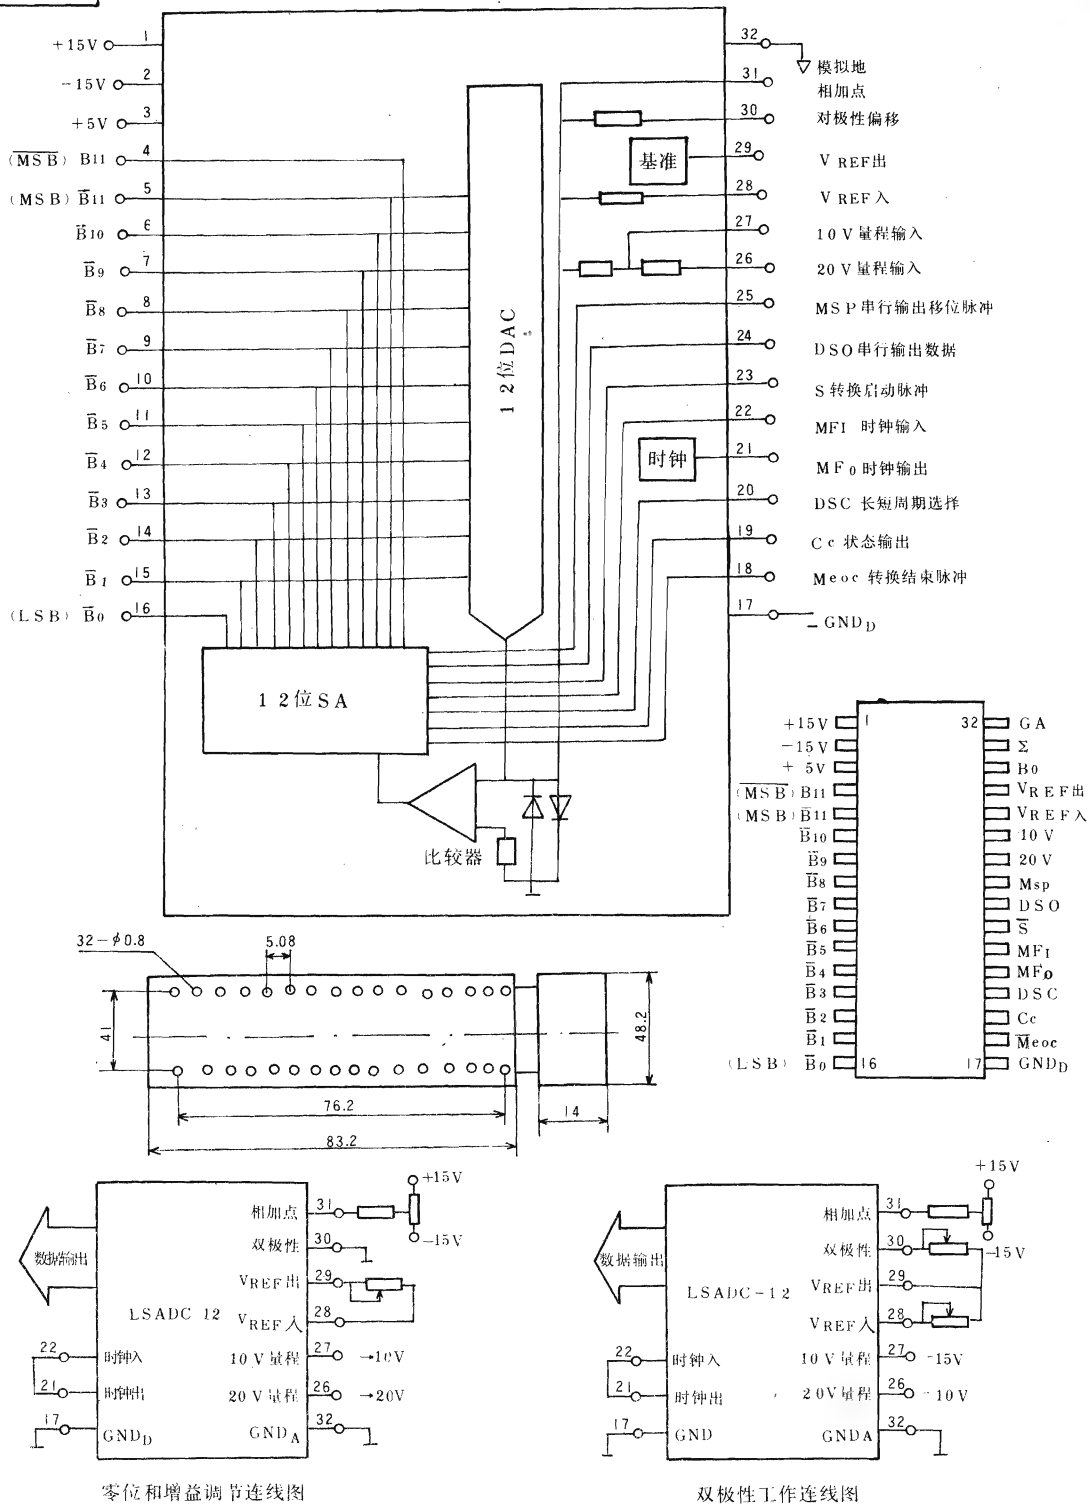 +15V 1
-15V 2
+5V 3
(M̅S̅B̅) B11 4
(MSB) B̅11 5
B̅10 6
B̅9 7
B̅8 8
B̅7 9
B̅6 10
B̅5 11
B̅4 12
B̅3 13
B̅2 14
B̅1 15
(LSB) B̅0 16
12位DAC
基准
时钟
12位SA
比较器
32 模拟地
31 相加点
30 对极性偏移
29 VREF出
28 VREF入
27 10V量程输入
26 20V量程输入
25 MSP串行输出移位脉冲
24 DSO串行输出数据
23 S转换启动脉冲
22 MFI 时钟输入
21 MF0时钟输出
20 DSC 长短周期选择
19 Cc状态输出
18 Meoc 转换结束脉冲
17 GNDD
+15V 1 32 GA
-15V Σ
+ 5V B0
(M̅S̅B̅) B11 VREF出
(MSB) B̅11 VREF入
B̅10 10V
B̅9 20V
B̅8 Msp
B̅7 DSO
B̅6 S̅
B̅5 MFI
B̅4 MF0
B̅3 DSC
B̅2 Cc
B̅1 M̅eoc
(LSB) B̅0 16 17 GNDD
32-φ0.8
5.08
41
48.2
76.2
83.2
14
数据输出
LSADC 12
相加点 31
+15V
-15V
双极性 30
VREF出 29
VREF入 28
22 时钟入
10V量程 27 →10V
21 时钟出
20V量程 26 →20V
17 GNDD
GNDA 32
零位和增益调节连线图
数据输出
LSADC-12
相加点 31
+15V
-15V
双极性 30
VREF出 29
VREF入 28
22 时钟入
10V量程 27 -15V
21 时钟出
20V量程 26 -10V
17 GND
GNDA 32
双极性工作连线图